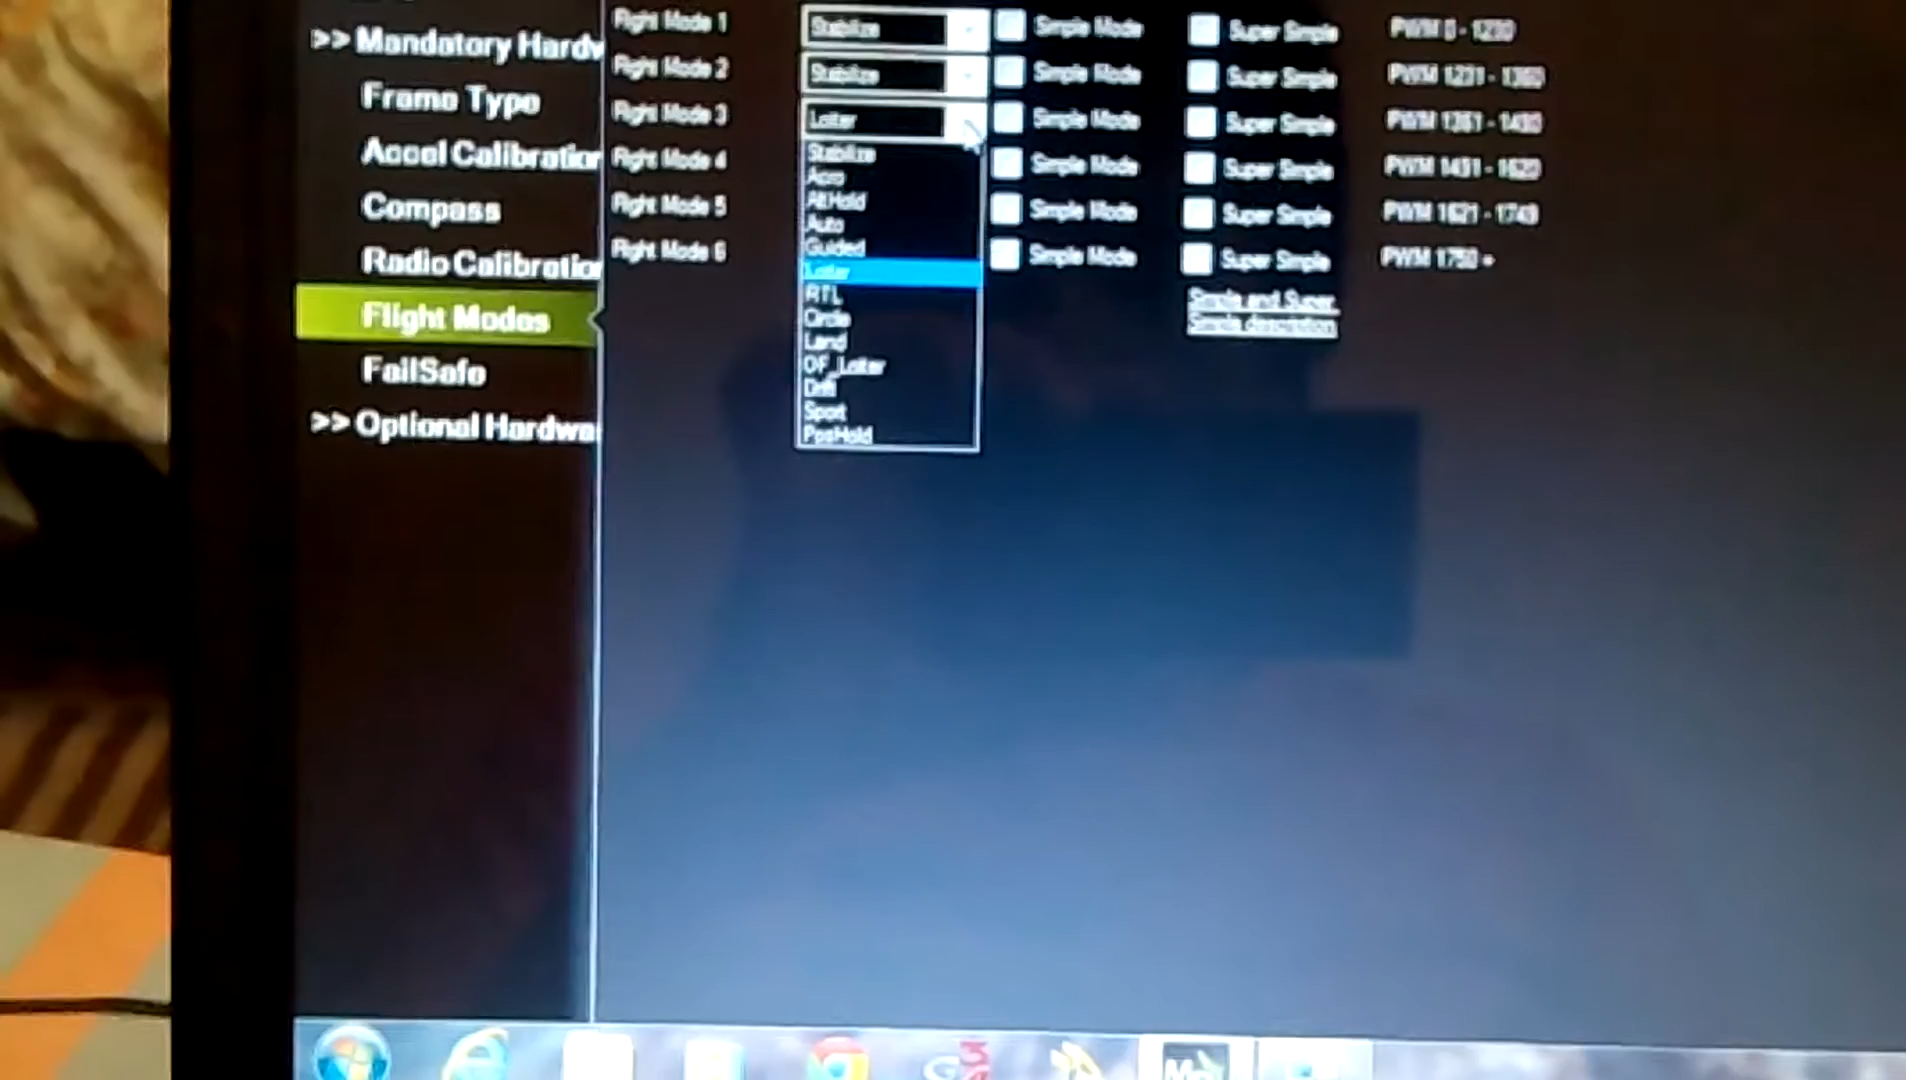 >> Mandatory Hardw
Frame Type
Accel Calibration
Compass
Radio Calibration
Flight Modes
FailSafe
>> Optional Hardwa
Flight Mode 1 Stabilize Simple Mode Super Simple PWM 0 - 1230
Flight Mode 2 Stabilize Simple Mode Super Simple PWM 1231 - 1360
Flight Mode 3 Loiter Simple Mode Super Simple PWM 1361 - 1490
Flight Mode 4 Simple Mode Super Simple PWM 1491 - 1620
Flight Mode 5 Simple Mode Super Simple PWM 1621 - 1749
Flight Mode 6 Simple Mode Super Simple PWM 1750 +
Stabilize
Acro
AltHold
Auto
Guided
Loiter
RTL
Circle
Land
OF_Loiter
Drift
Sport
PosHold
Simple and Super
Simple description